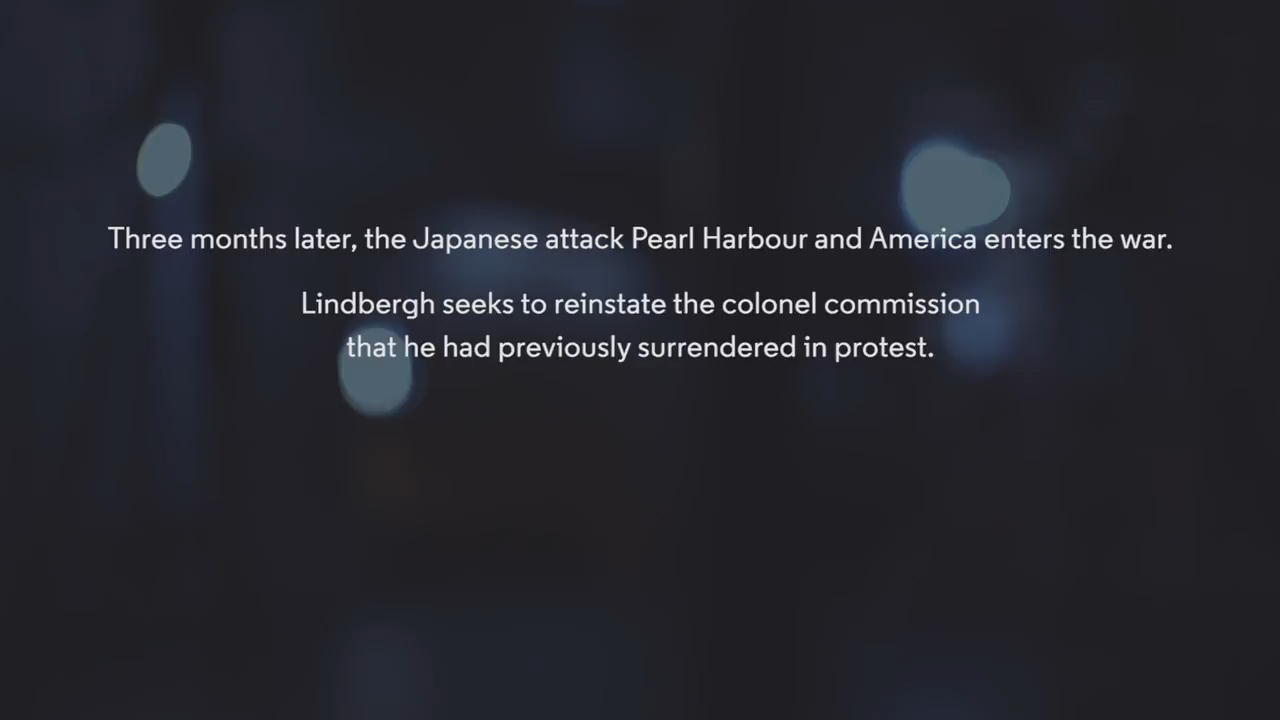 Three months later, the Japanese attack Pearl Harbour and America enters the war.
Lindbergh seeks to reinstate the colonel commission
that he had previously surrendered in protest.